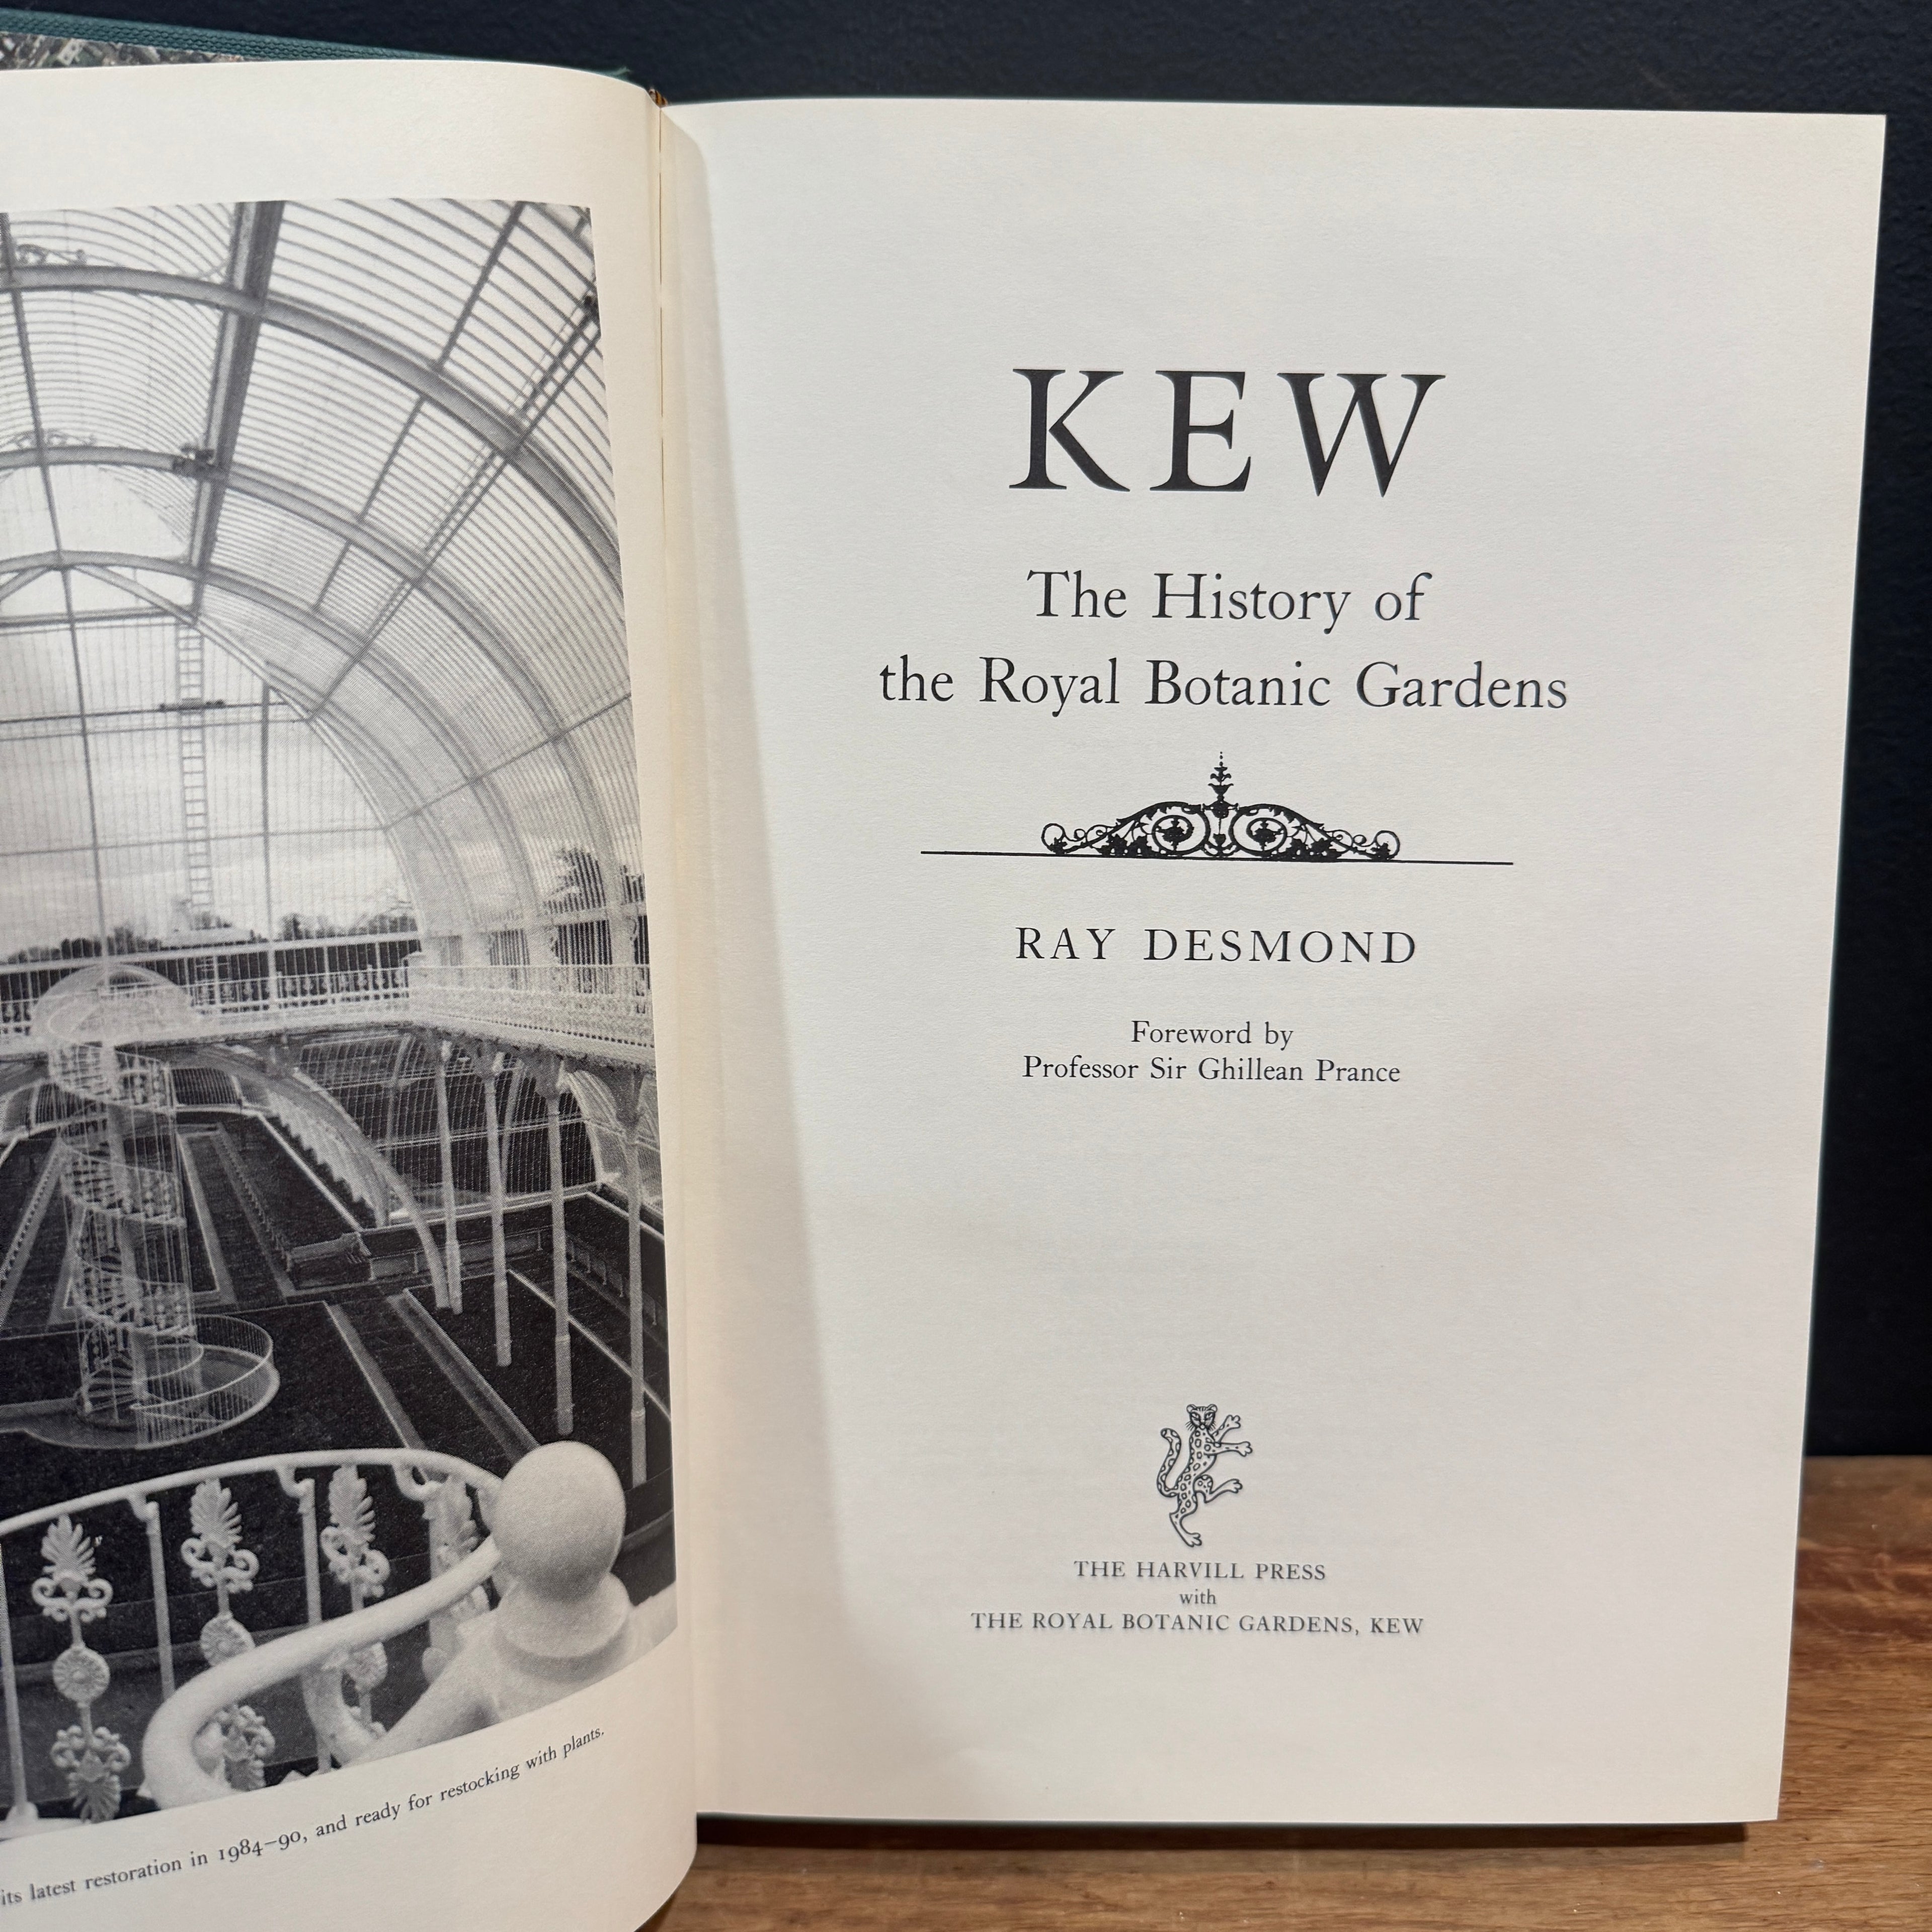 its latest restoration in 1984–90, and ready for restocking with plants.
KEW
The History of
the Royal Botanic Gardens
RAY DESMOND
Foreword by
Professor Sir Ghillean Prance
THE HARVILL PRESS
with
THE ROYAL BOTANIC GARDENS, KEW